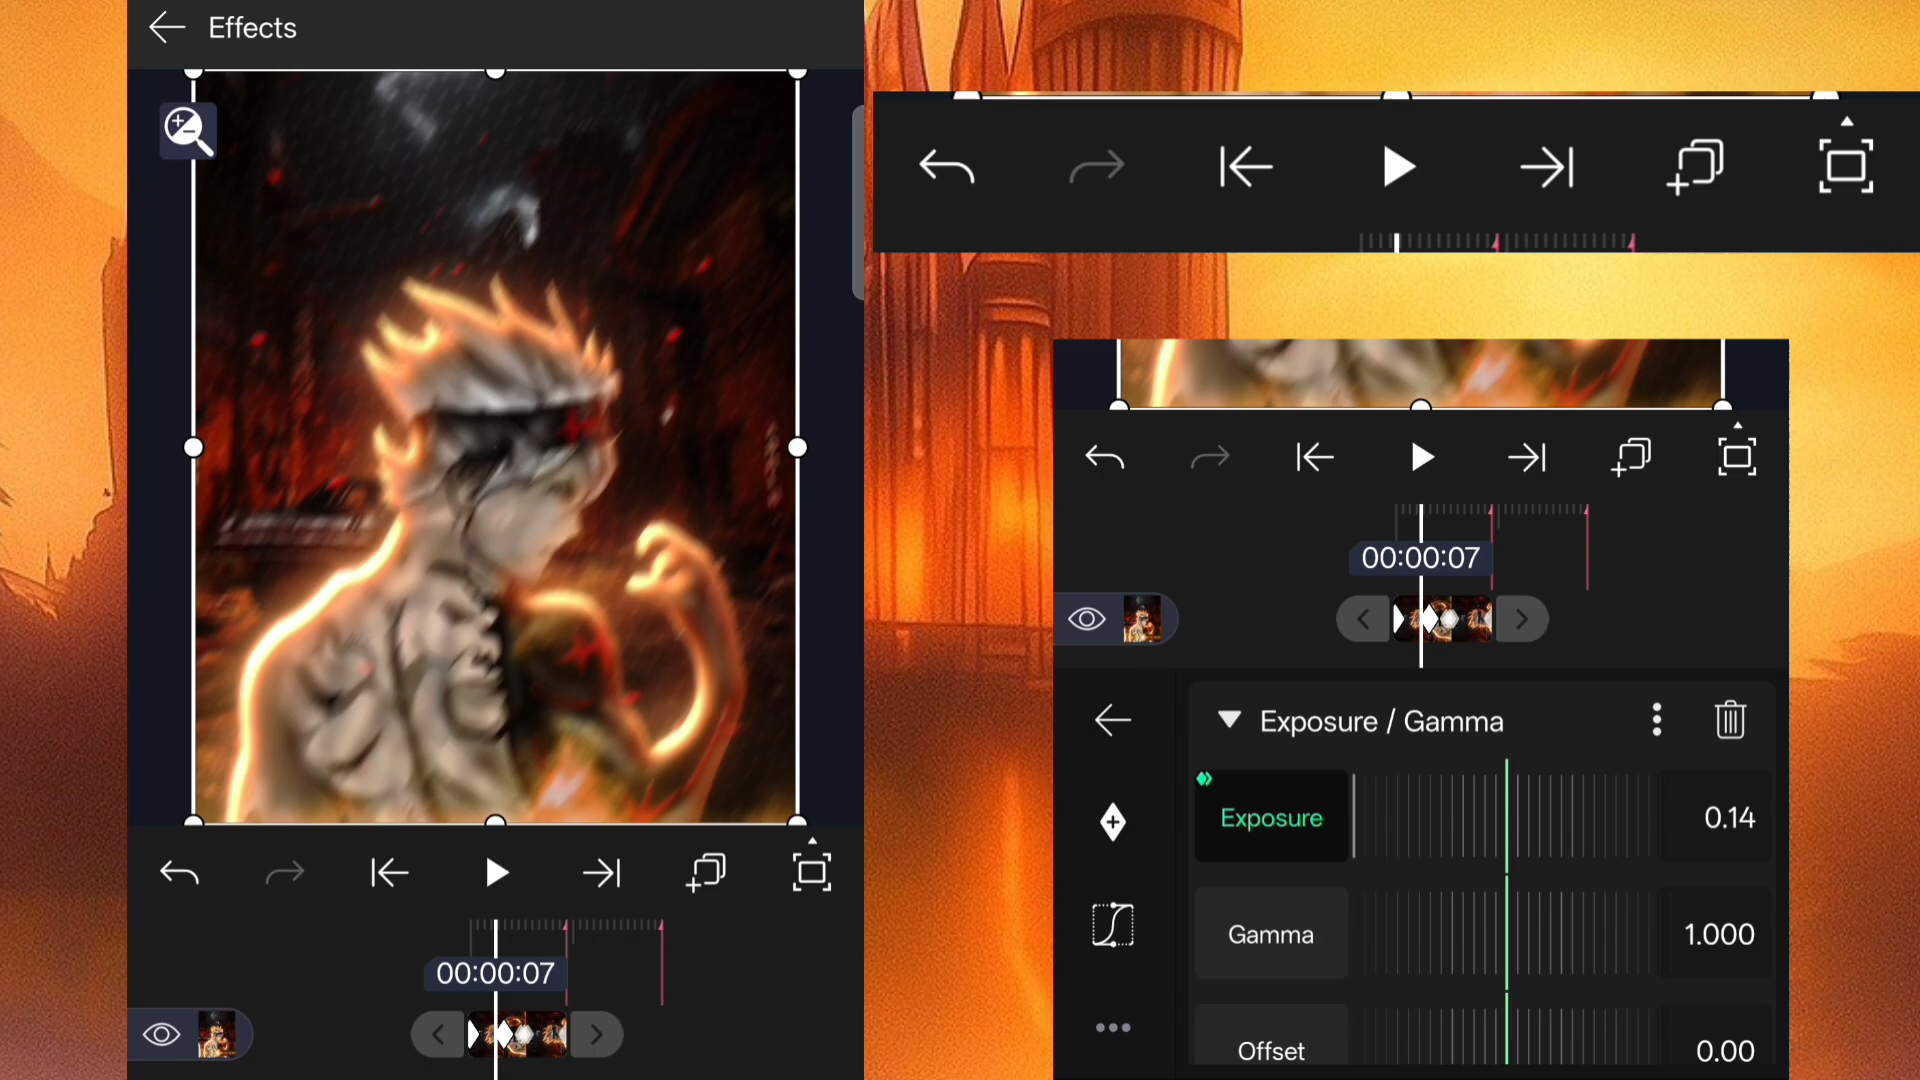 Effects
00:00:07
00:00:07
Exposure / Gamma
Exposure
0.14
Gamma
1.000
Offset
0.00